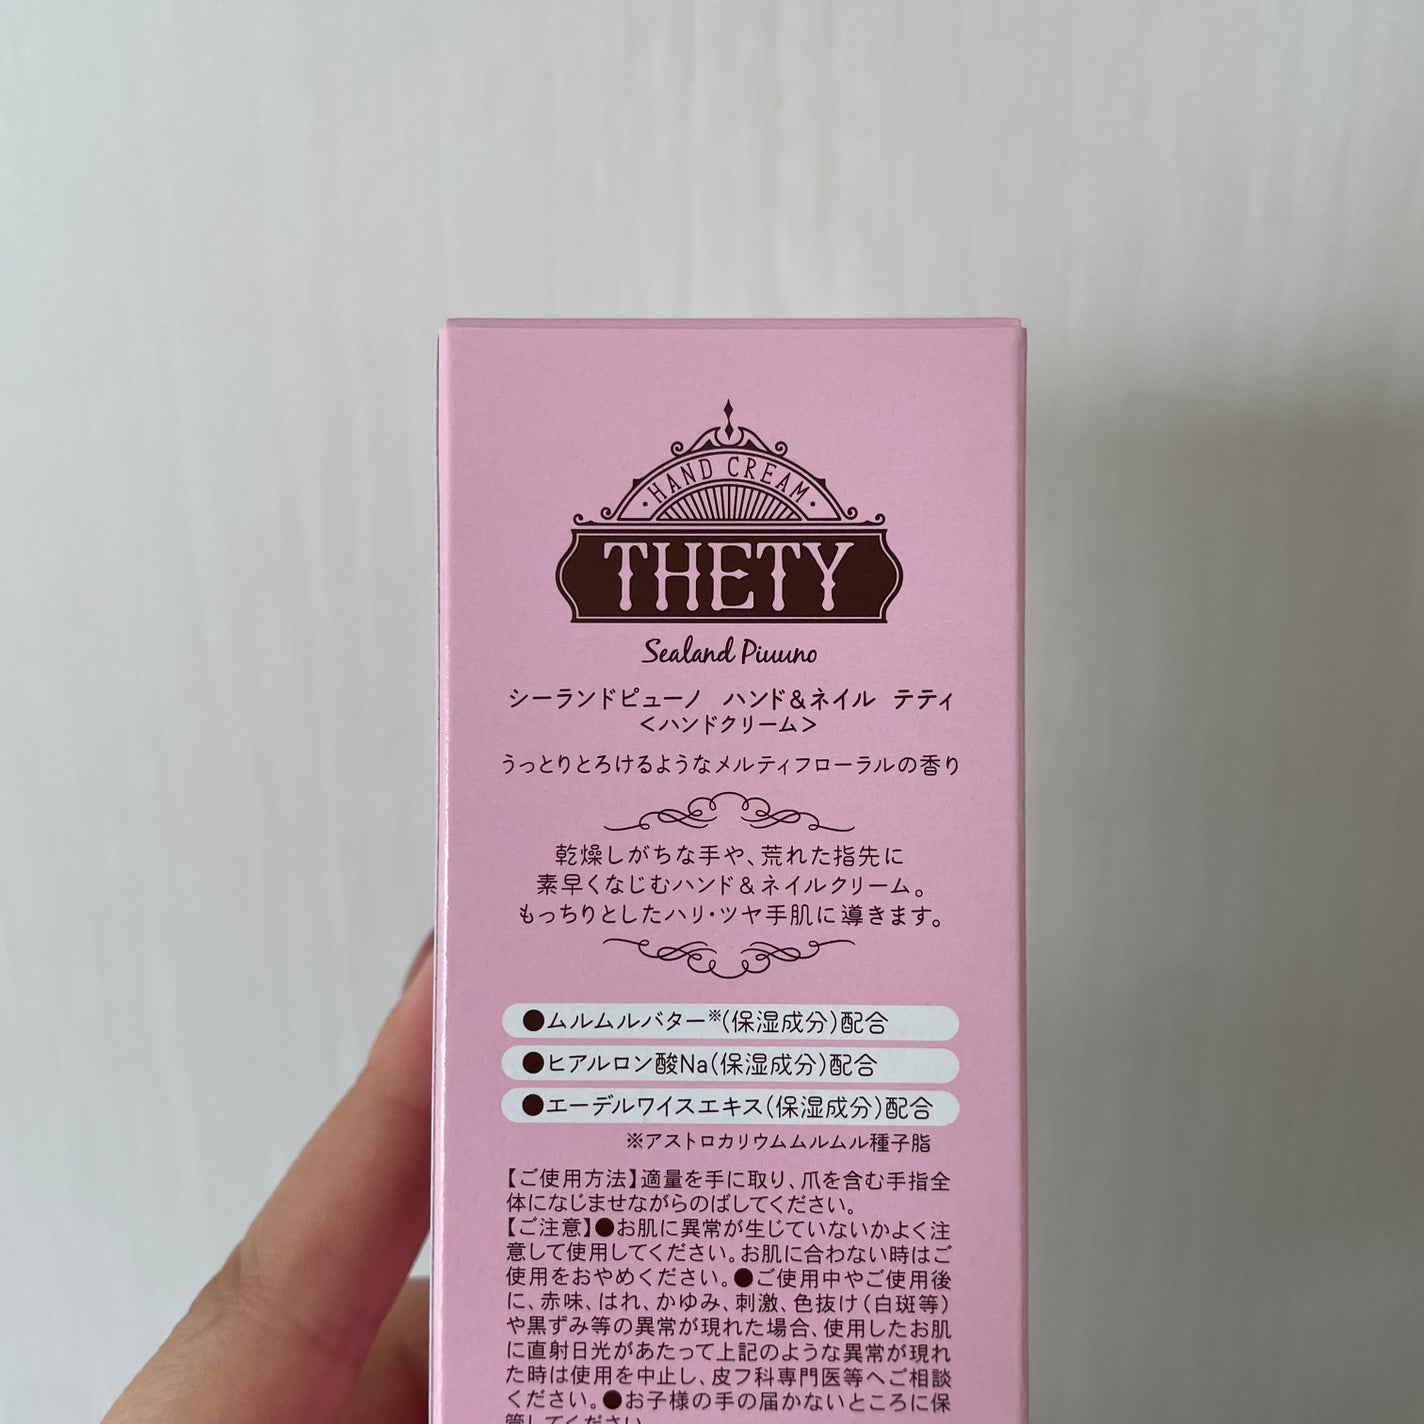 ・HAND CREAM・
THETY
Sealand Piuuno
シーランドピューノ ハンド＆ネイル テティ
＜ハンドクリーム＞
うっとりとろけるようなメルティフローラルの香り
乾燥しがちな手や、荒れた指先に
素早くなじむハンド＆ネイルクリーム。
もっちりとしたハリ・ツヤ手肌に導きます。
●ムルムルバター※(保湿成分)配合
●ヒアルロン酸Na(保湿成分)配合
●エーデルワイスエキス(保湿成分)配合
※アストロカリウムムルムル種子脂
【ご使用方法】適量を手に取り、爪を含む手指全
体になじませながらのばしてください。
【ご注意】●お肌に異常が生じていないかよく注
意して使用してください。お肌に合わない時はご
使用をおやめください。●ご使用中やご使用後
に、赤味、はれ、かゆみ、刺激、色抜け(白斑等)
や黒ずみ等の異常が現れた場合、使用したお肌
に直射日光があたって上記のような異常が現れ
た時は使用を中止し、皮フ科専門医等へご相談
ください。●お子様の手の届かないところに保
管してください。